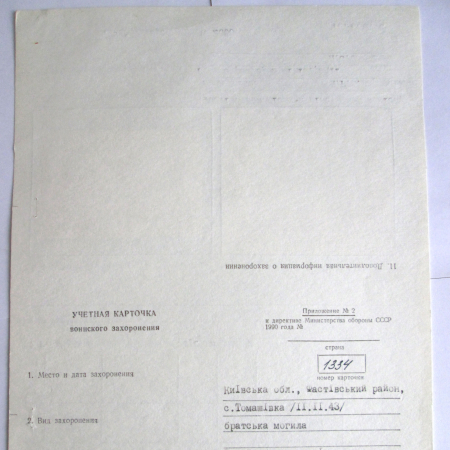 11. Дополнительная информация о захоронении
УЧЕТНАЯ КАРТОЧКА
воинского захоронения
Приложение № 2
к директиве Министерства обороны СССР
1990 года №
страна
1334
номер карточки
1. Место и дата захоронения
Київська обл., Фастівський район,
с.Томашівка /11.11.43/
2. Вид захоронения
братська могила